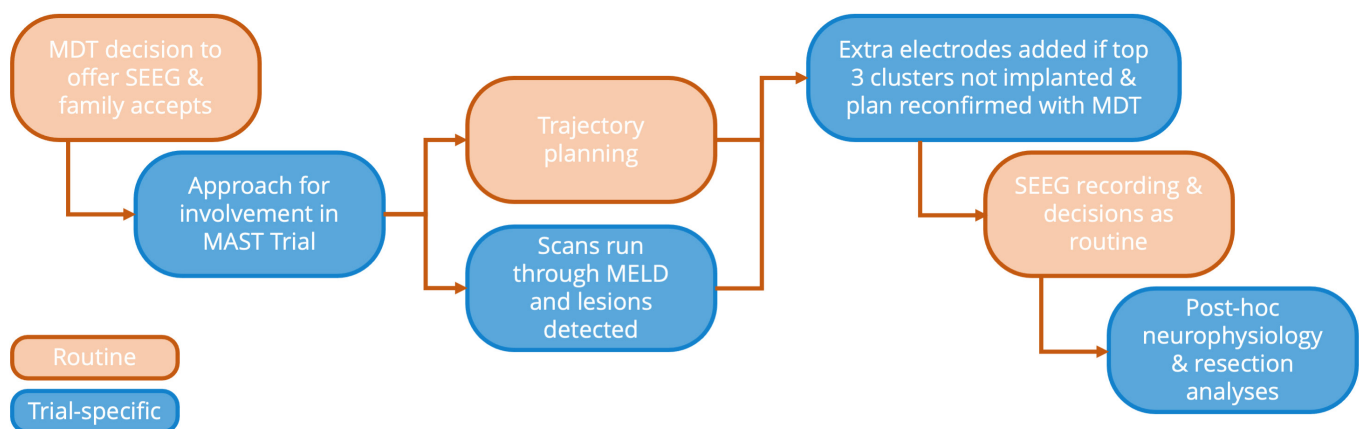 MDT decision to
offer SEEG &
family accepts
Approach for
involvement in
MAST Trial
Trajectory
planning
Scans run
through MELD
and lesions
detected
Extra electrodes added if top
3 clusters not implanted &
plan reconfirmed with MDT
SEEG recording &
decisions as
routine
Post-hoc
neurophysiology
& resection
analyses
Routine
Trial-specific